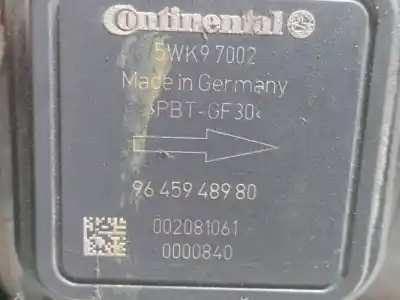 Continental
5WK9 7002
Made in Germany
>PBT-GF30<
96 459 489 80
002081061
0000840